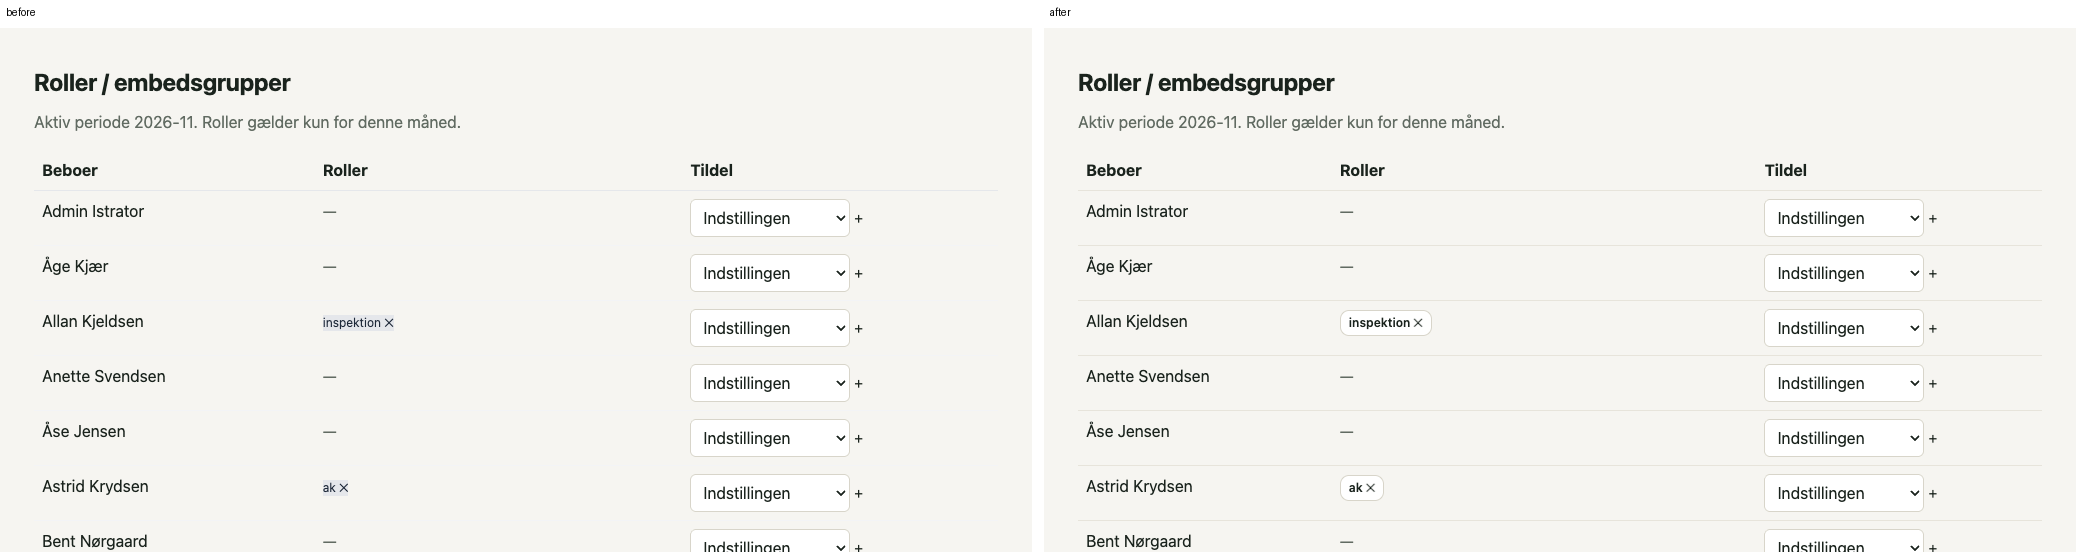 before
Roller / embedsgrupper
Aktiv periode 2026-11. Roller gælder kun for denne måned.
Beboer Roller Tildel
Admin Istrator — Indstillingen +
Åge Kjær — Indstillingen +
Allan Kjeldsen inspektion × Indstillingen +
Anette Svendsen — Indstillingen +
Åse Jensen — Indstillingen +
Astrid Krydsen ak × Indstillingen +
Bent Nørgaard — Indstillingen +
after
Roller / embedsgrupper
Aktiv periode 2026-11. Roller gælder kun for denne måned.
Beboer Roller Tildel
Admin Istrator — Indstillingen +
Åge Kjær — Indstillingen +
Allan Kjeldsen inspektion × Indstillingen +
Anette Svendsen — Indstillingen +
Åse Jensen — Indstillingen +
Astrid Krydsen ak × Indstillingen +
Bent Nørgaard — Indstillingen +